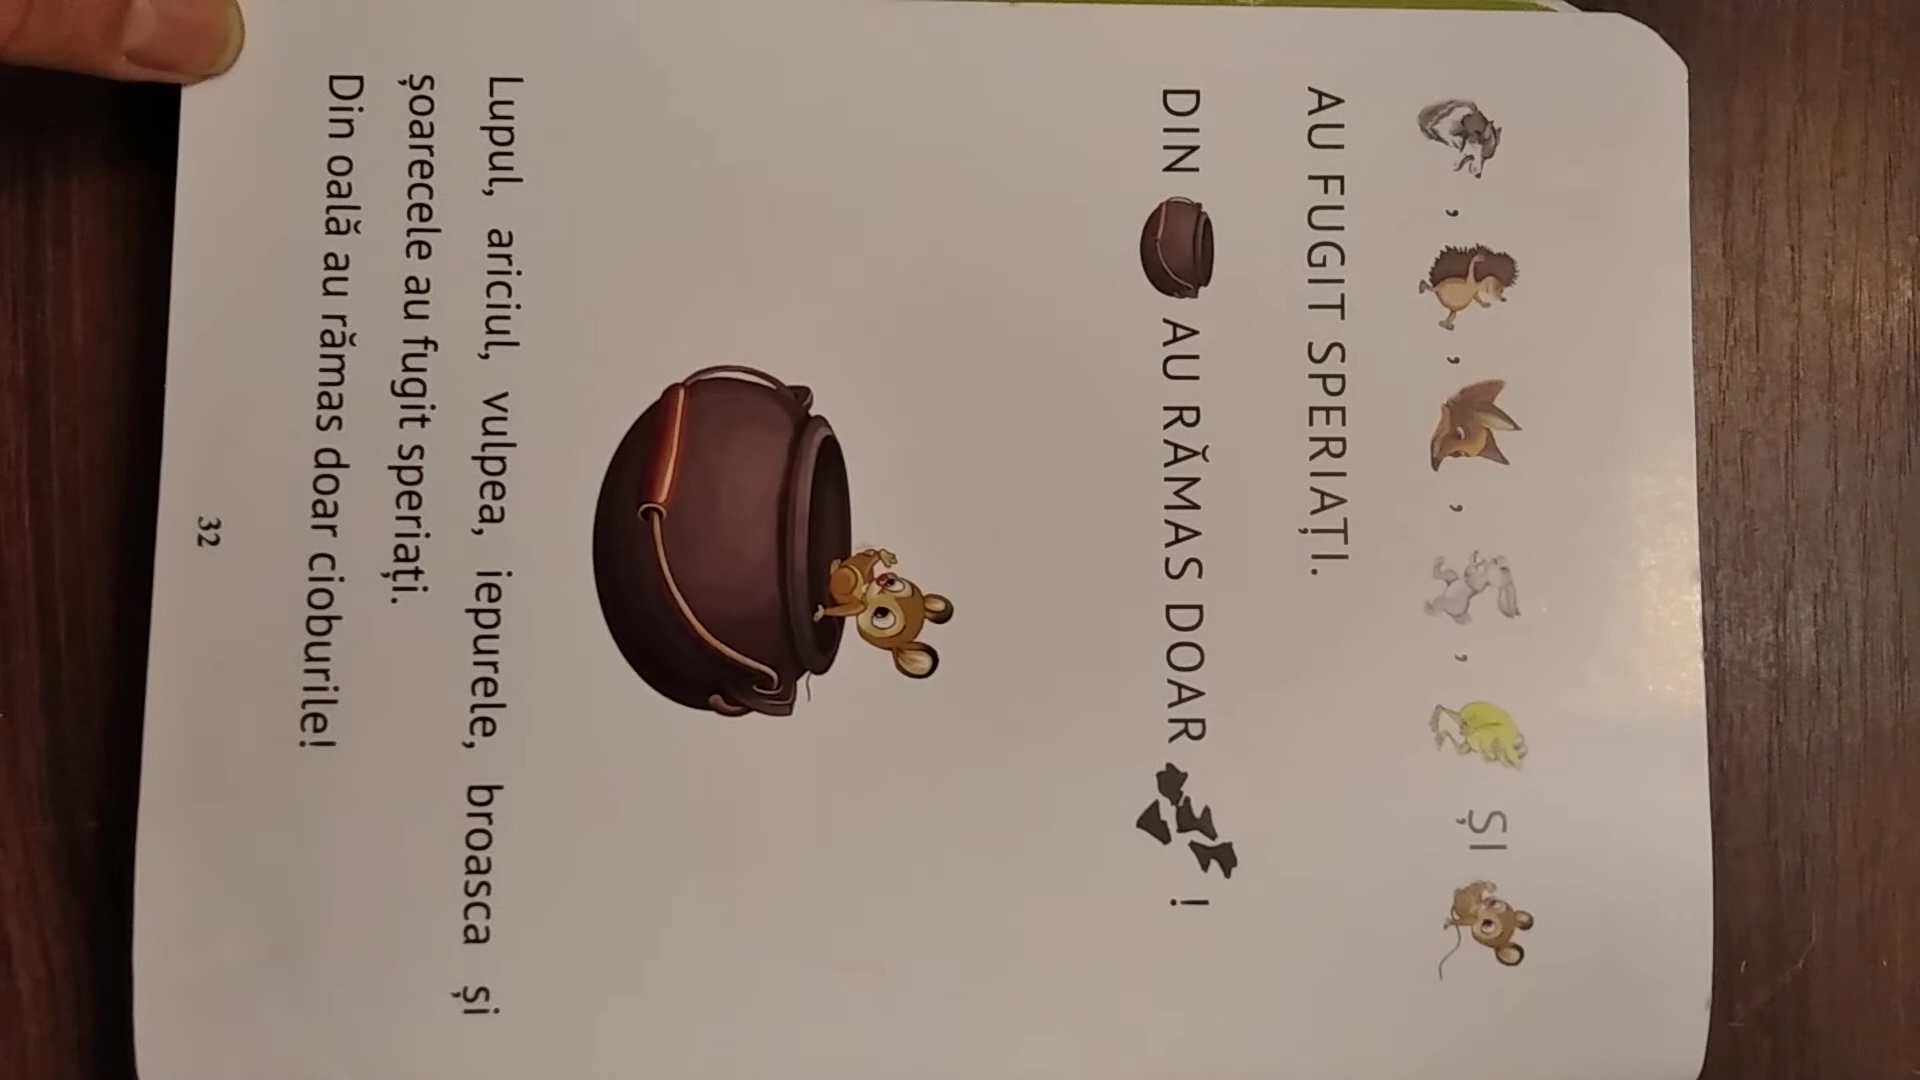 , , , , ȘI
AU FUGIT SPERIAȚI.
DIN AU RĂMAS DOAR !
Lupul, ariciul, vulpea, iepurele, broasca și
șoarecele au fugit speriați.
Din oală au rămas doar cioburile!
32